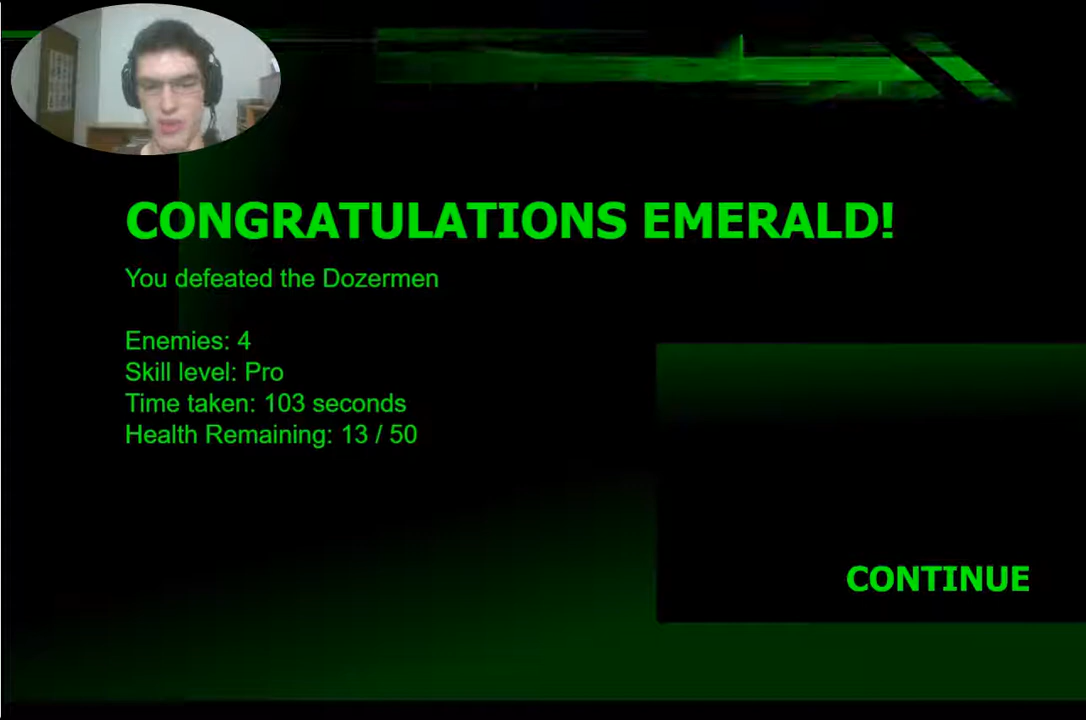 CONGRATULATIONS EMERALD!
You defeated the Dozermen
Enemies: 4
Skill level: Pro
Time taken: 103 seconds
Health Remaining: 13 / 50
CONTINUE